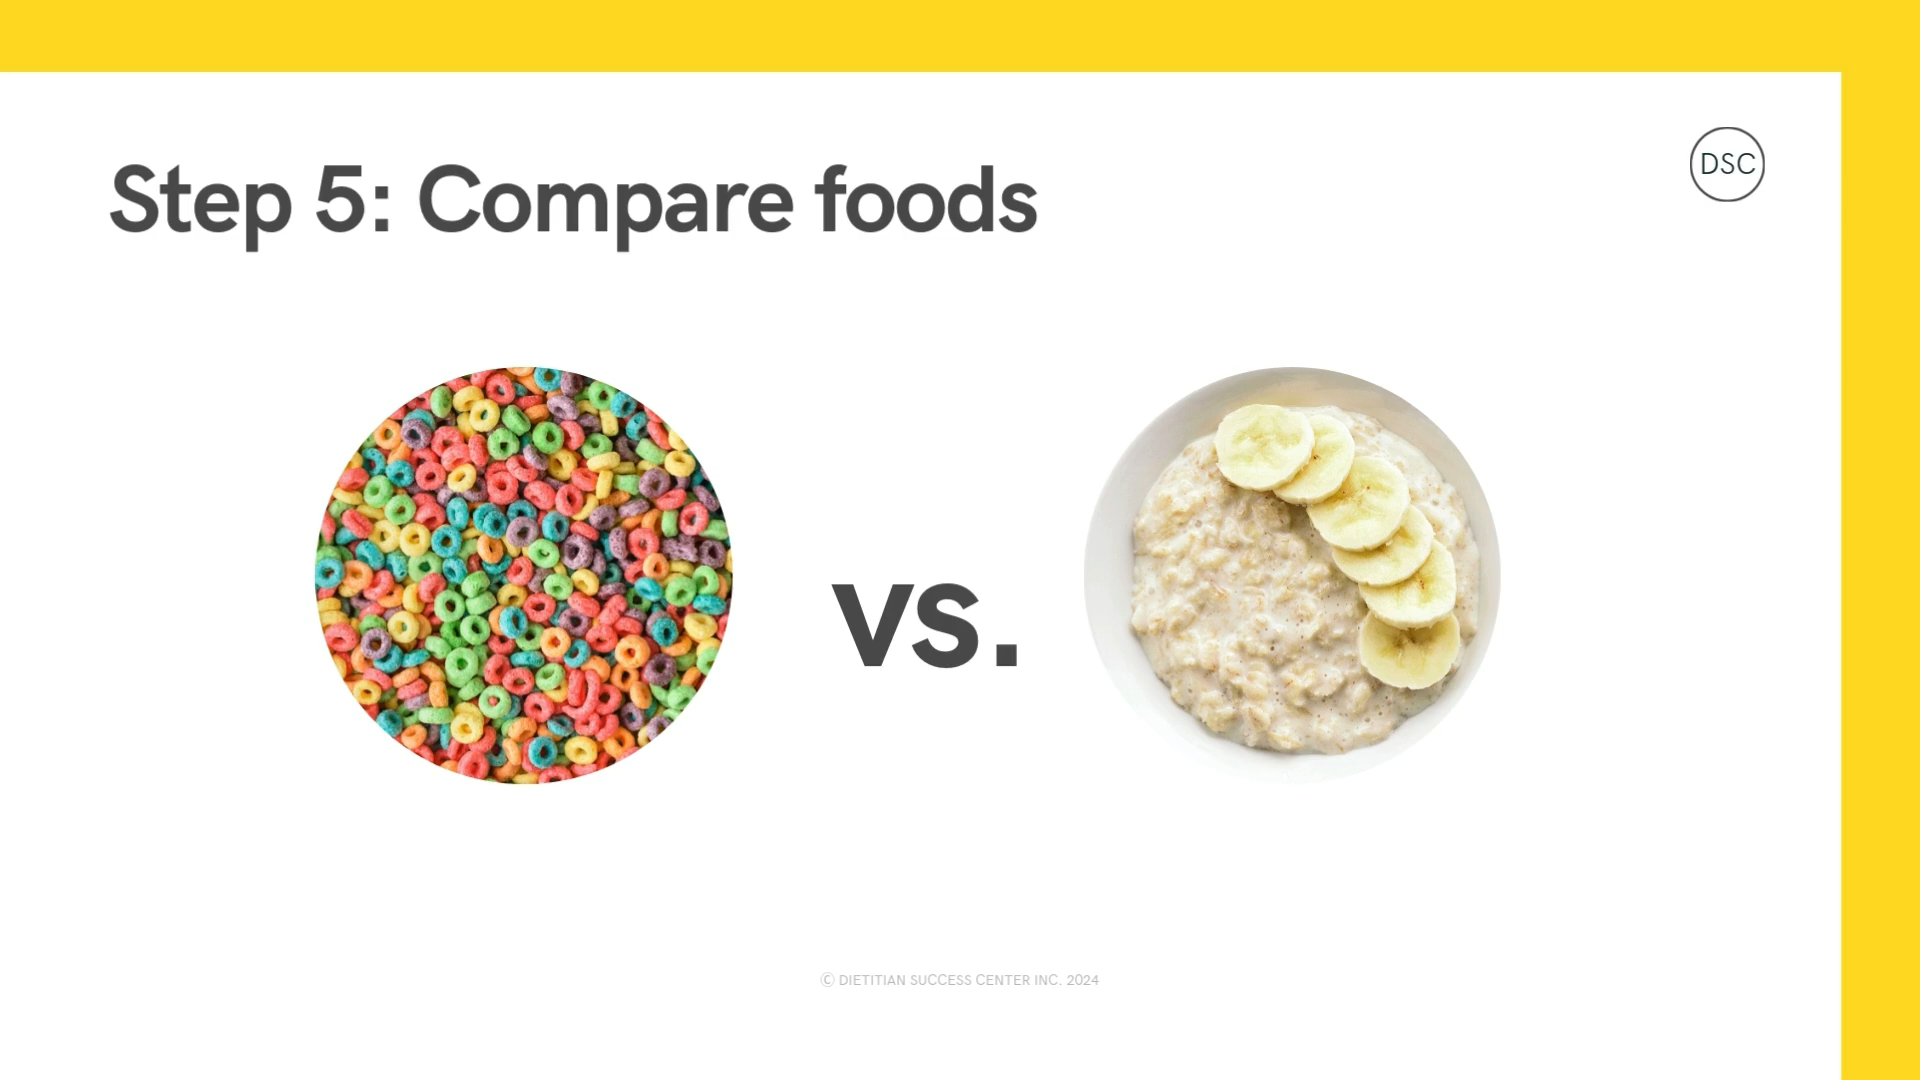 Step 5: Compare foods
DSC
vs.
© DIETITIAN SUCCESS CENTER INC. 2024